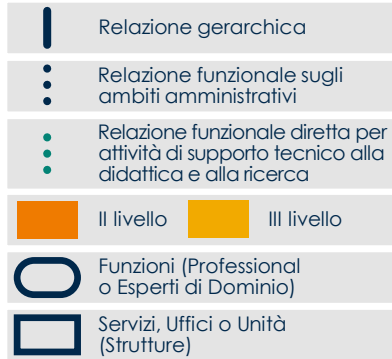 Relazione gerarchica
Relazione funzionale sugli
ambiti amministrativi
Relazione funzionale diretta per
attività di supporto tecnico alla
didattica e alla ricerca
II livello
III livello
Funzioni (Professional
o Esperti di Dominio)
Servizi, Uffici o Unità
(Strutture)